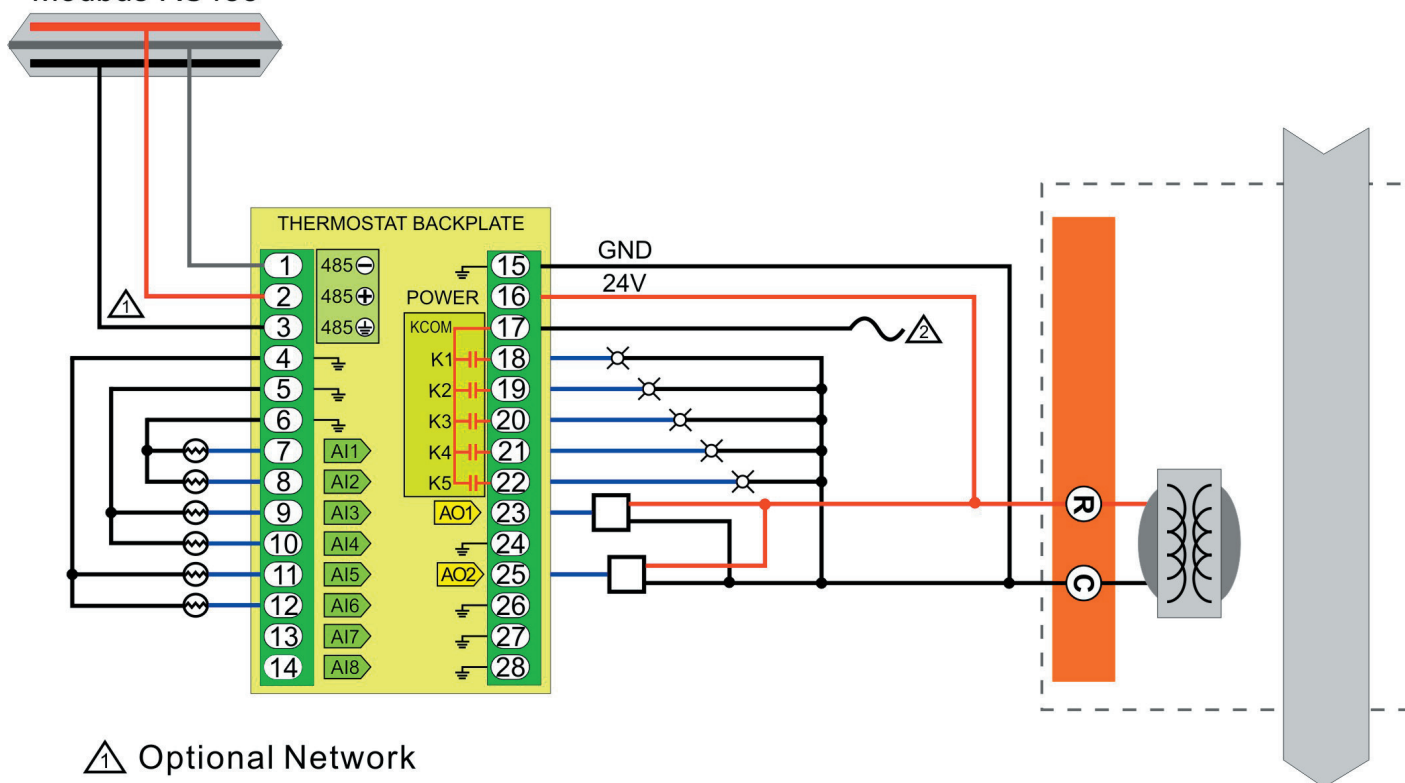 Modbus RS485
THERMOSTAT BACKPLATE
1 485 ⊖
2 485 ⊕
3 485
4
5
6
7 AI1
8 AI2
9 AI3
10 AI4
11 AI5
12 AI6
13 AI7
14 AI8
15 GND
POWER 16 24V
KCOM 17
K1 18
K2 19
K3 20
K4 21
K5 22
AO1 23
24
AO2 25
26
27
28
1
2
R
C
1 Optional Network